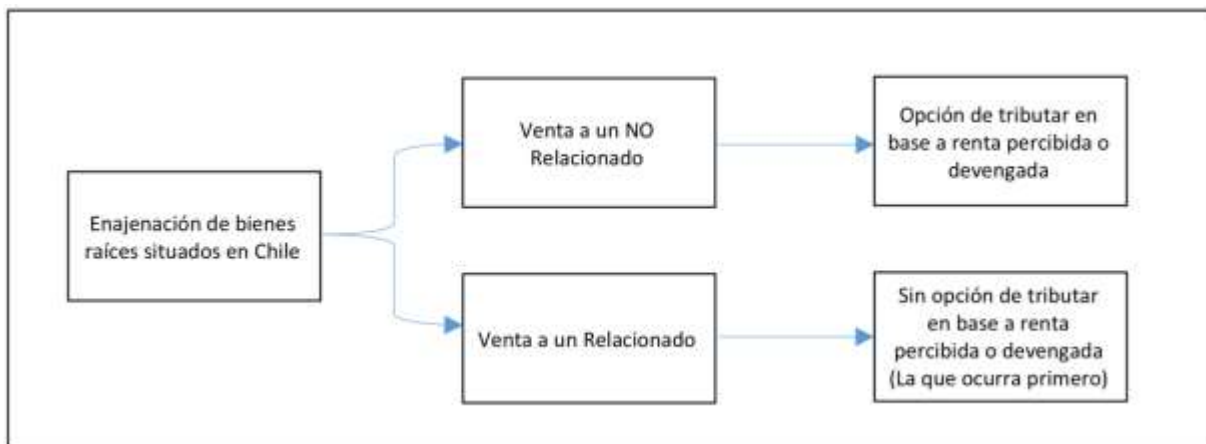 Enajenación de bienes
raíces situados en Chile
Venta a un NO
Relacionado
Opción de tributar en
base a renta percibida o
devengada
Venta a un Relacionado
Sin opción de tributar
en base a renta
percibida o devengada
(La que ocurra primero)